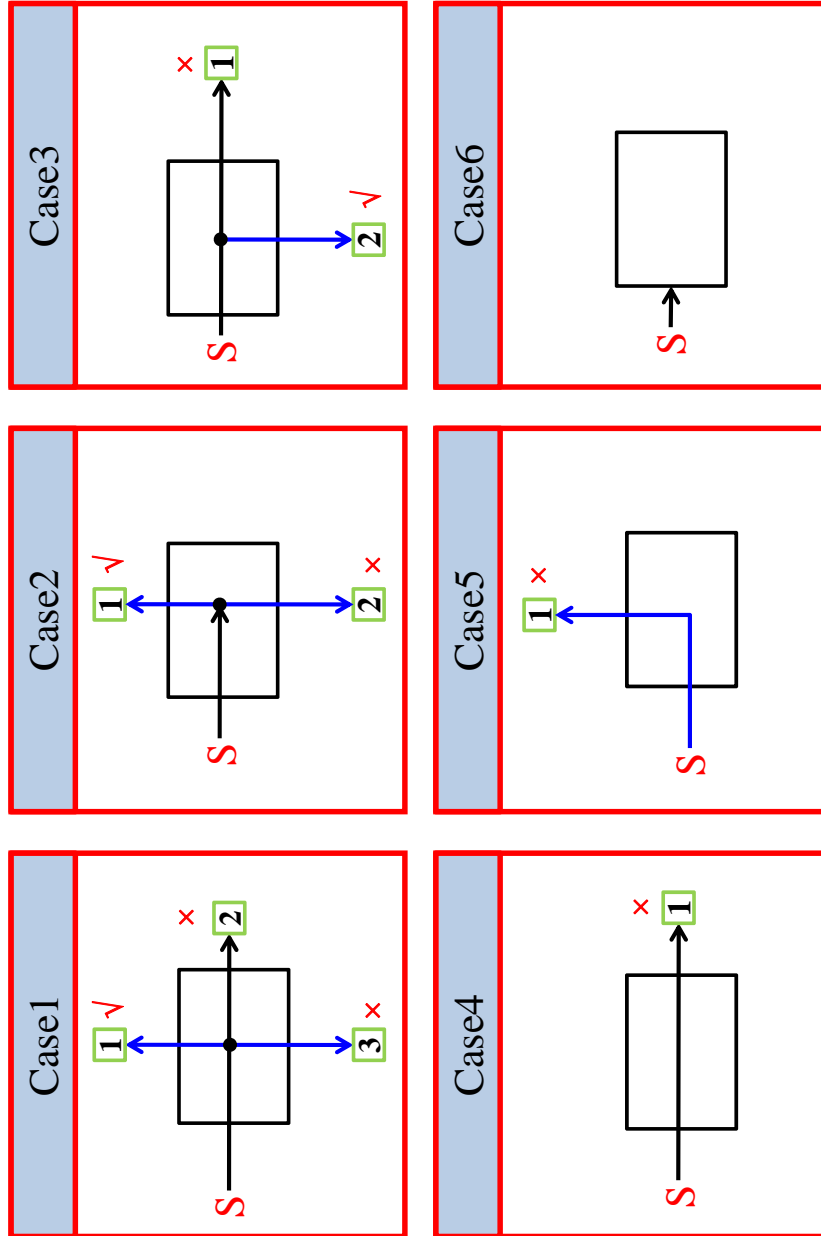 Case1
1 √
×
S 2
3 ×
Case2
1 √
S
2 ×
Case3
×
S 1
2 √
Case4
×
S 1
Case5
1 ×
S
Case6
S